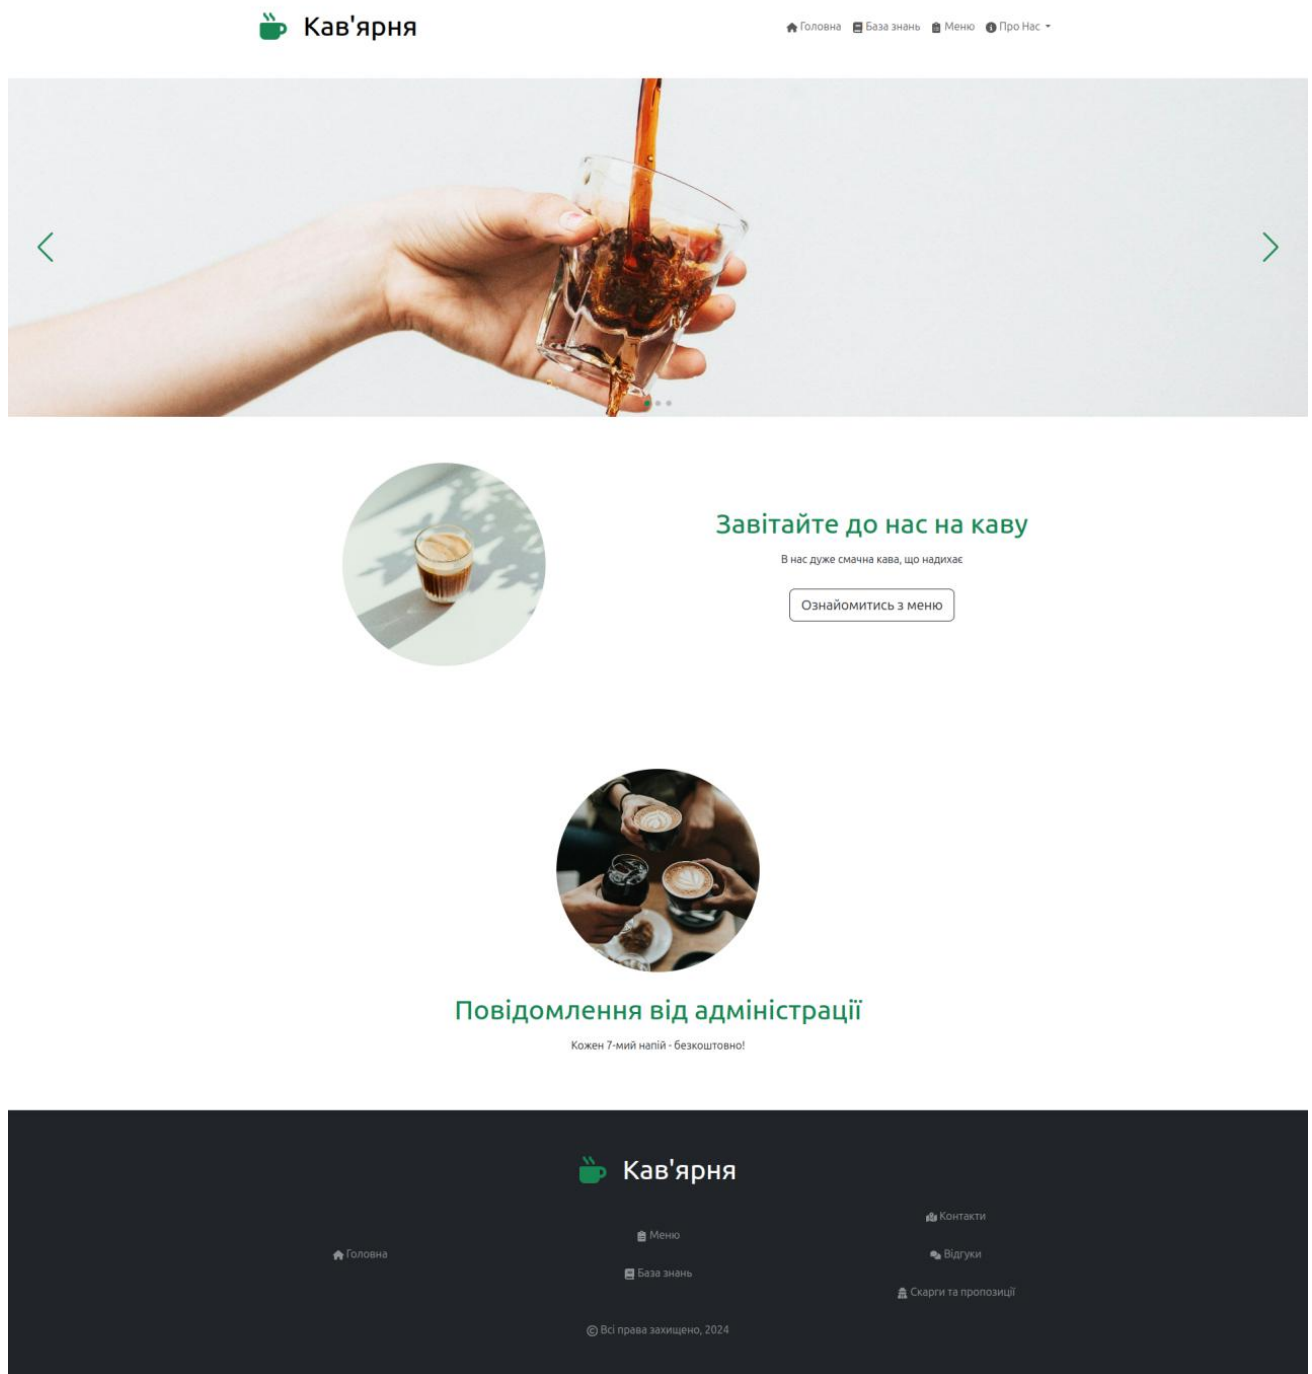 Кав'ярня
Головна База знань Меню Про Нас
Завітайте до нас на каву
В нас дуже смачна кава, що надихає
Ознайомитись з меню
Повідомлення від адміністрації
Кожен 7-мий напій - безкоштовно!
Кав'ярня
Головна
Меню
База знань
Контакти
Відгуки
Скарги та пропозиції
© Всі права захищено, 2024